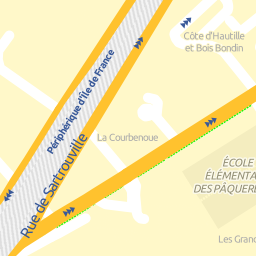 Côte d'Hautille
et Bois Bondin
Périphérique d'Île de France
La Courbenoue
Rue de Sartrouville
ÉCOLE
ÉLÉMENTA
DES PÂQUER
Les Grand